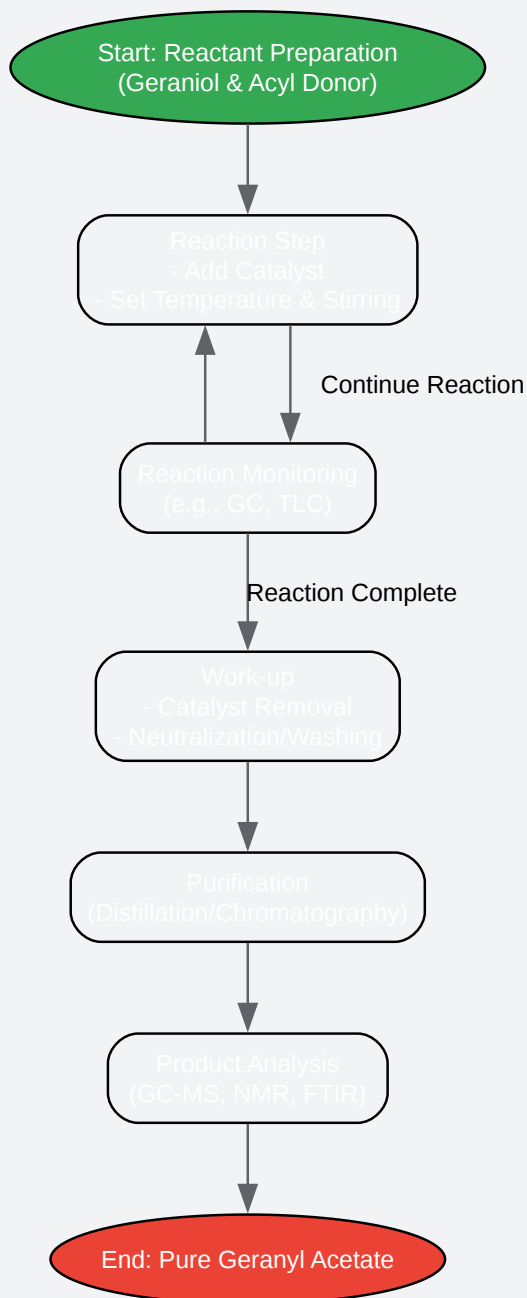 Start: Reactant Preparation
(Geraniol & Acyl Donor)
Reaction Step
- Add Catalyst
- Set Temperature & Stirring
Continue Reaction
Reaction Monitoring
(e.g., GC, TLC)
Reaction Complete
Work-up
- Catalyst Removal
- Neutralization/Washing
Purification
(Distillation/Chromatography)
Product Analysis
(GC-MS, NMR, FTIR)
End: Pure Geranyl Acetate